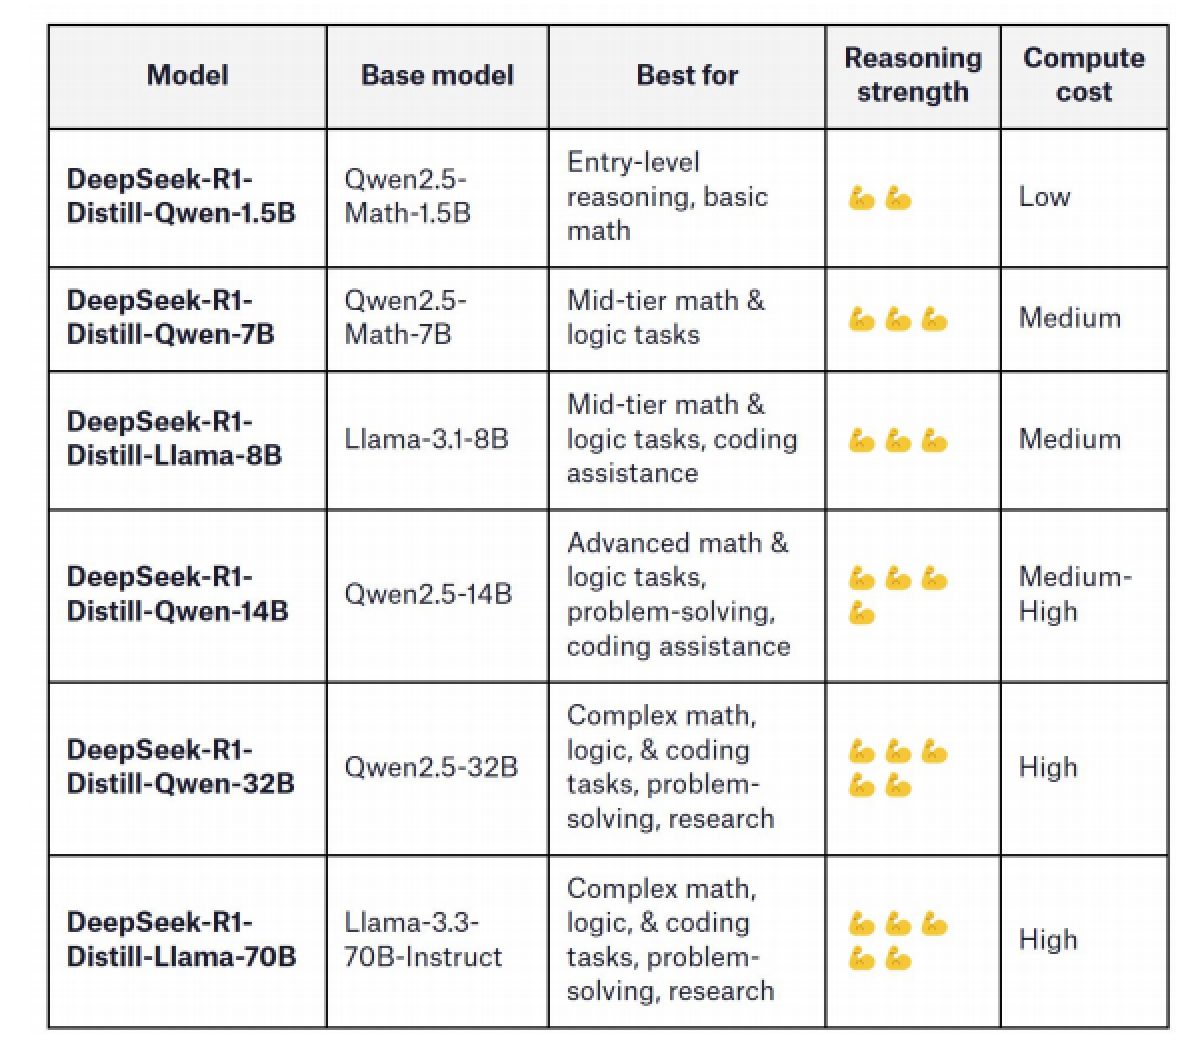 Model
Base model
Best for
Reasoning
strength
Compute
cost
DeepSeek-R1-
Distill-Qwen-1.5B
Qwen2.5-
Math-1.5B
Entry-level
reasoning, basic
math
💪 💪
Low
DeepSeek-R1-
Distill-Qwen-7B
Qwen2.5-
Math-7B
Mid-tier math &
logic tasks
💪 💪 💪
Medium
DeepSeek-R1-
Distill-Llama-8B
Llama-3.1-8B
Mid-tier math &
logic tasks, coding
assistance
💪 💪 💪
Medium
DeepSeek-R1-
Distill-Qwen-14B
Qwen2.5-14B
Advanced math &
logic tasks,
problem-solving,
coding assistance
💪 💪 💪
💪
Medium-
High
DeepSeek-R1-
Distill-Qwen-32B
Qwen2.5-32B
Complex math,
logic, & coding
tasks, problem-
solving, research
💪 💪 💪
💪 💪
High
DeepSeek-R1-
Distill-Llama-70B
Llama-3.3-
70B-Instruct
Complex math,
logic, & coding
tasks, problem-
solving, research
💪 💪 💪
💪 💪
High